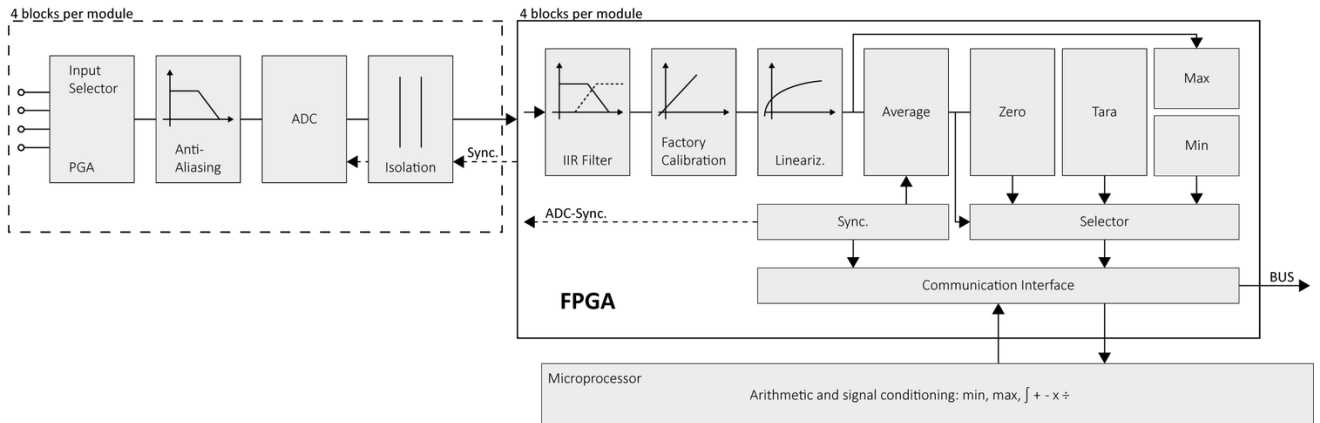 4 blocks per module
4 blocks per module
Input
Selector
PGA
Anti-
Aliasing
ADC
Isolation
Sync.
IIR Filter
Factory
Calibration
Lineariz.
Average
Zero
Tara
Max
Min
ADC-Sync.
Sync.
Selector
Communication Interface
BUS
FPGA
Microprocessor
Arithmetic and signal conditioning: min, max, ∫ + - x ÷